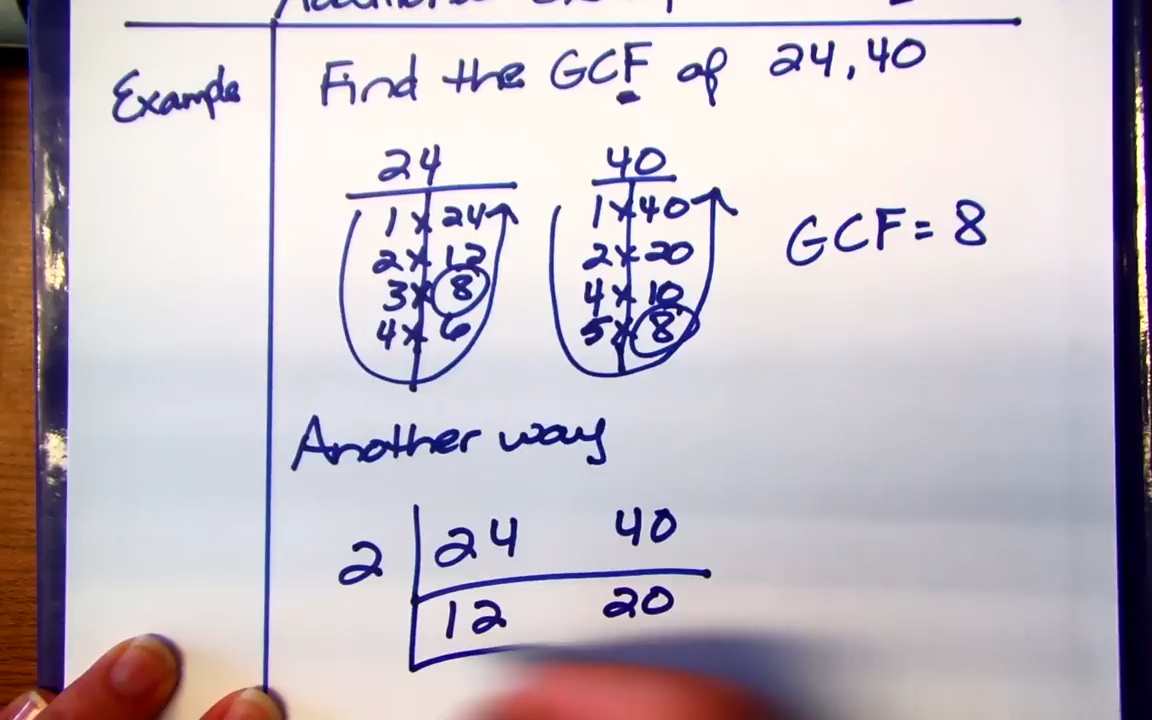 Example
Find the GCF of 24, 40
24
1 x 24
2 x 12
3 x 8
4 x 6
40
1 x 40
2 x 20
4 x 10
5 x 8
GCF = 8
Another way
2 24 40
12 20